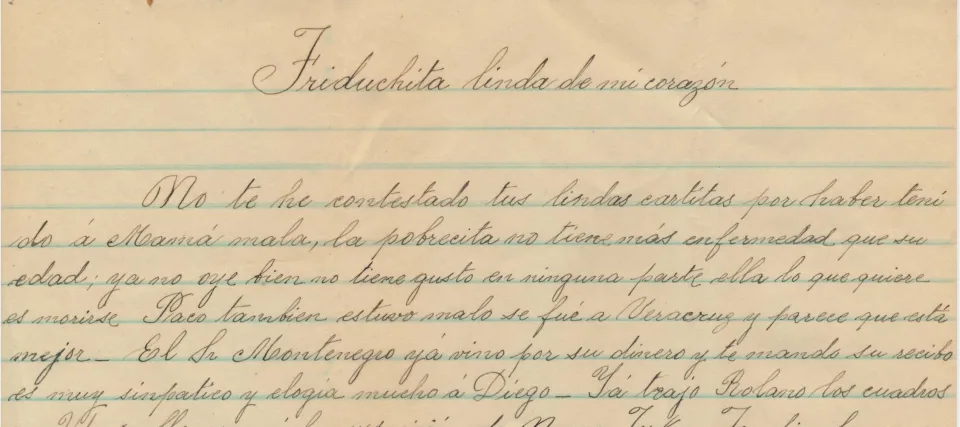 Friduchita linda de mi corazón
No te he contestado tus lindas cartitas por haber teni
do á Mamá mala, la pobrecita no tiene más enfermedad que su
edad; ya no oye bien no tiene gusto en ninguna parte ella lo que quiere
es morirse Paco tambien estuvo malo se fué a Veracruz y parece que está
mejor_ El Sr Montenegro yá vino por su dinero y te mando su recibo
es muy sinpatico y elogia mucho á Diego_ Yá trajo Rolano los cuadros